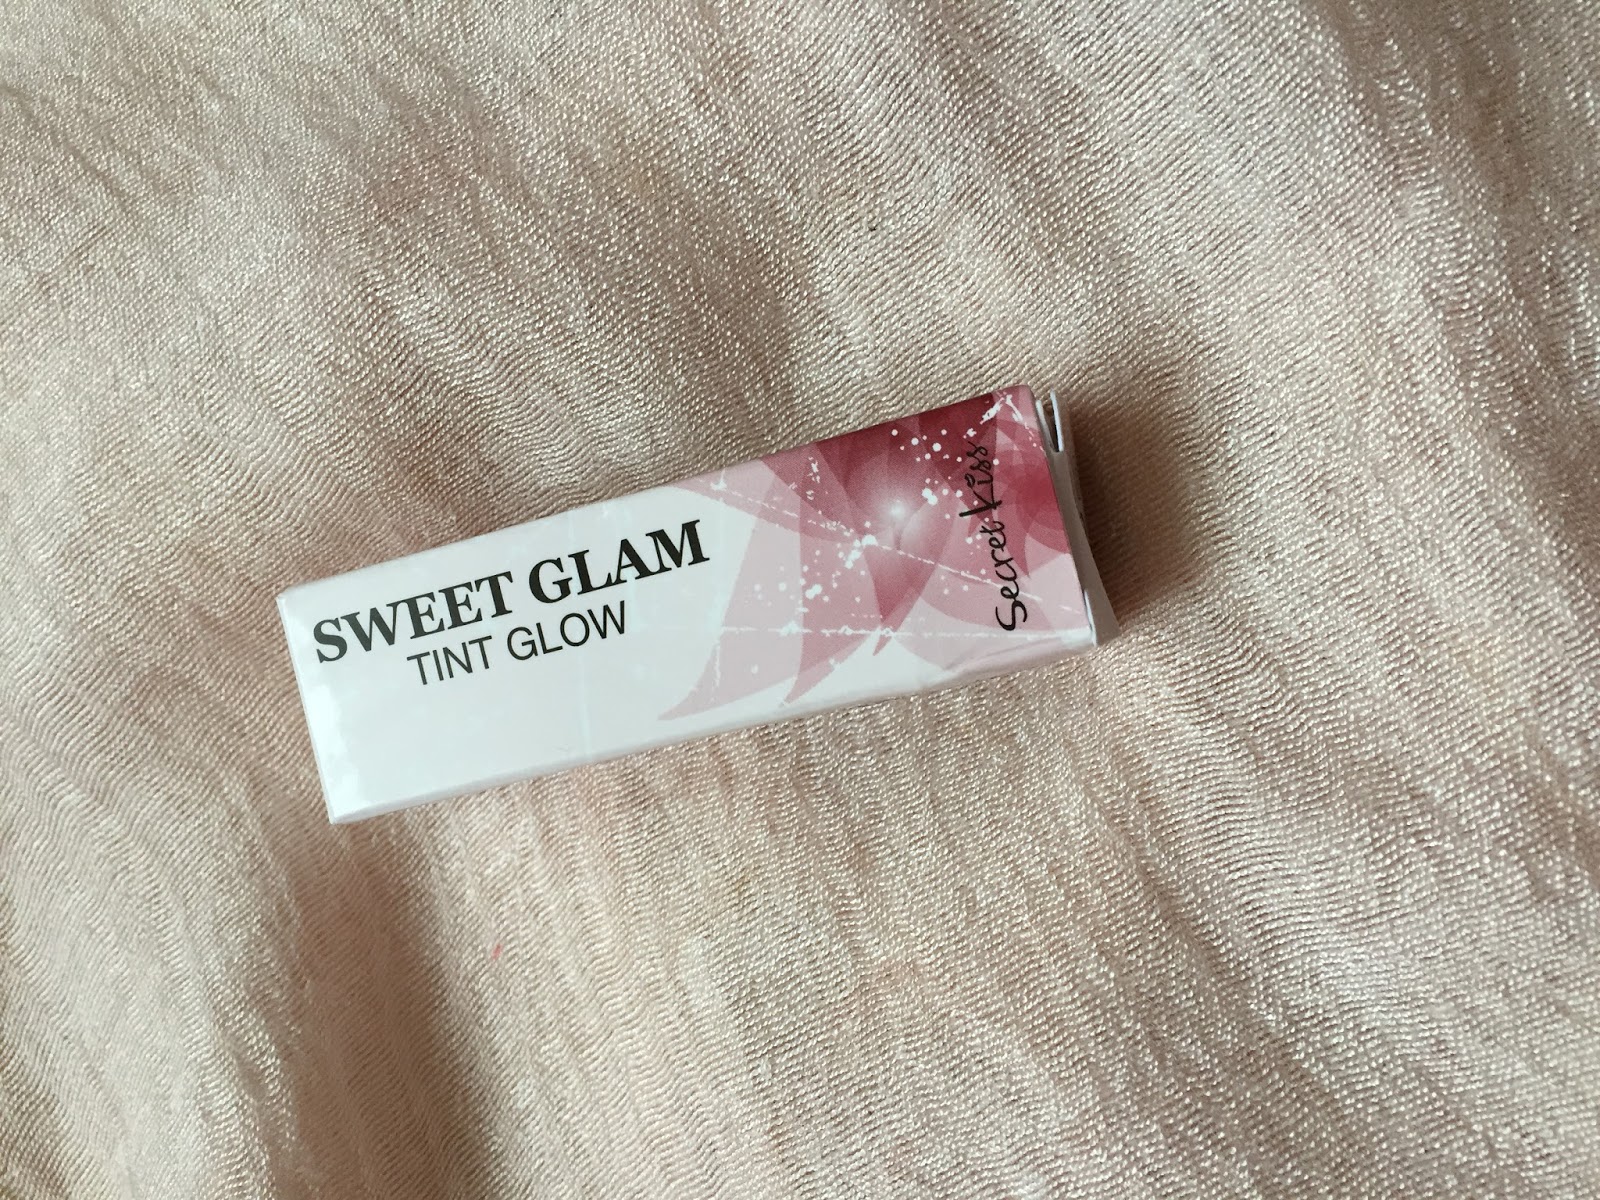 SWEET GLAM
TINT GLOW
Secret Kiss